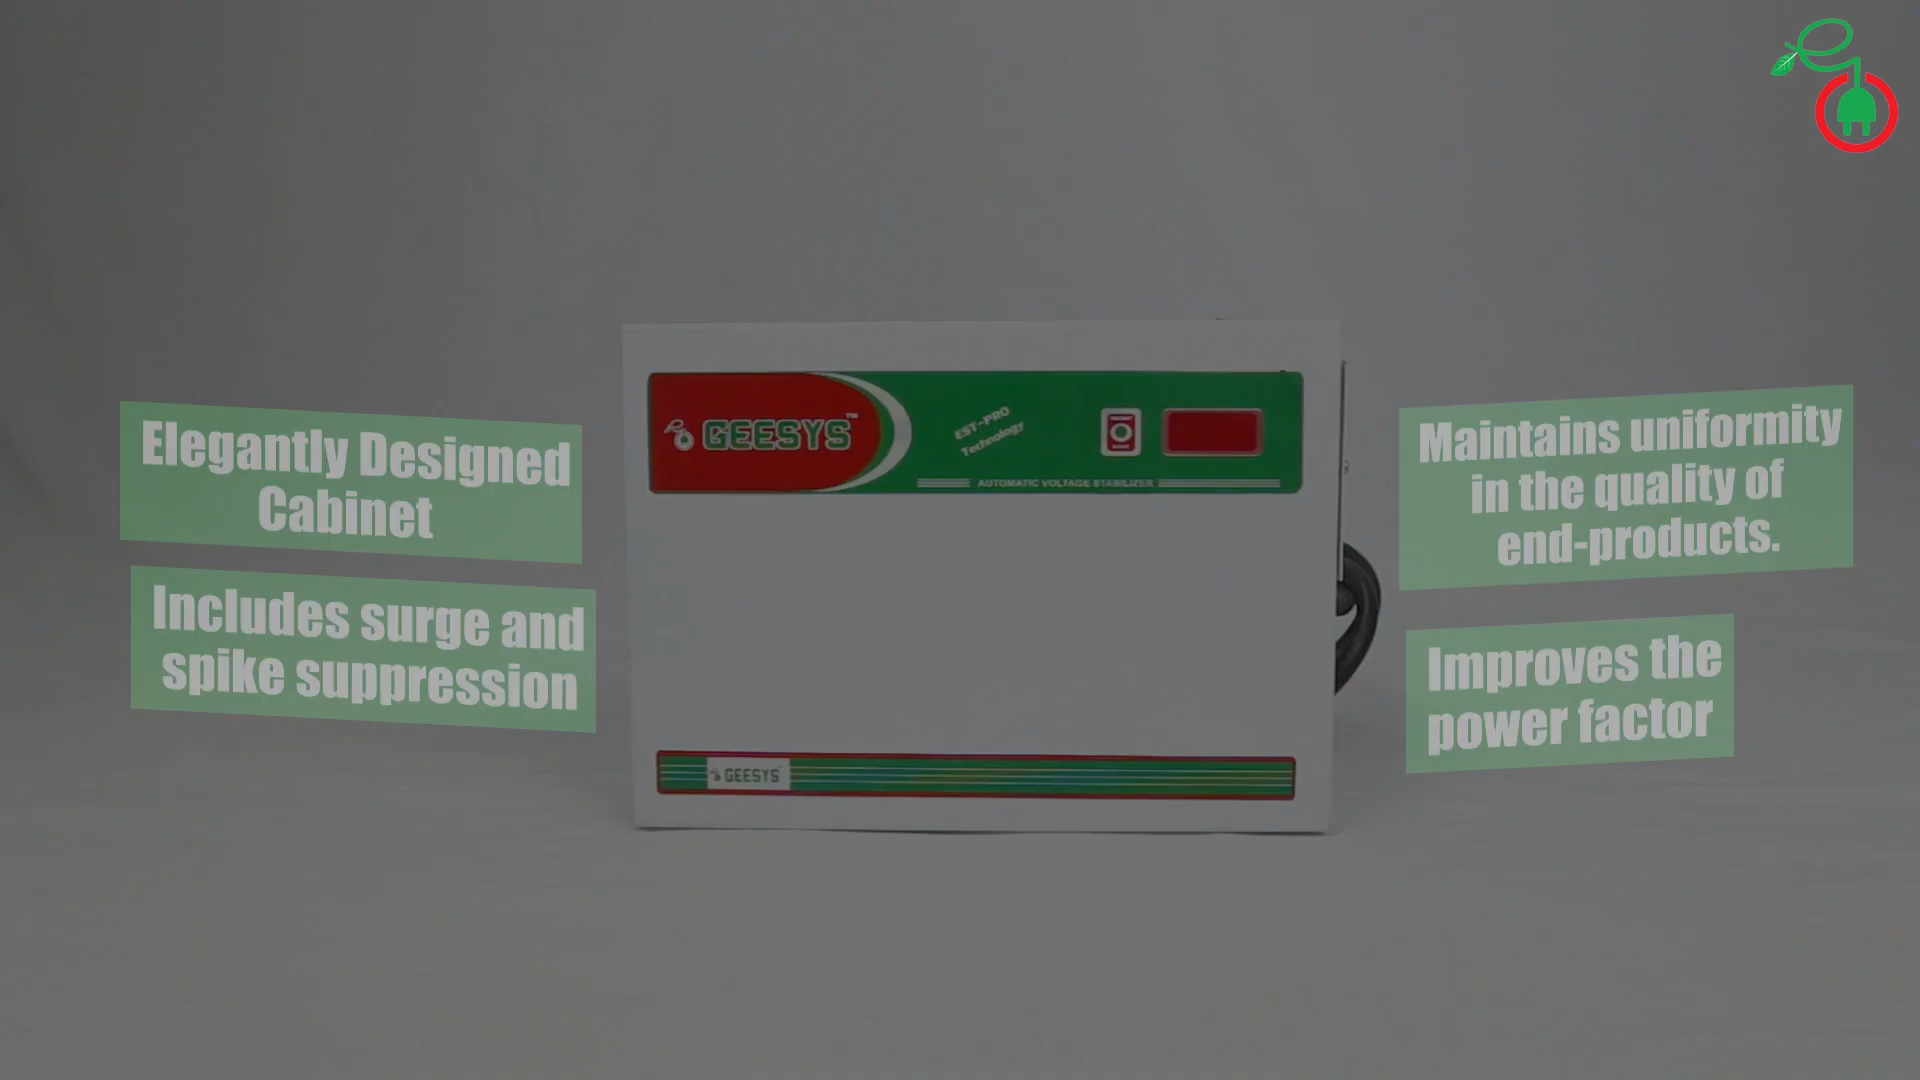 Elegantly Designed
Cabinet
Includes surge and
spike suppression
GEESYS™
EST-PRO
Technology
AUTOMATIC VOLTAGE STABILIZER
GEESYS
Maintains uniformity
in the quality of
end-products.
Improves the
power factor